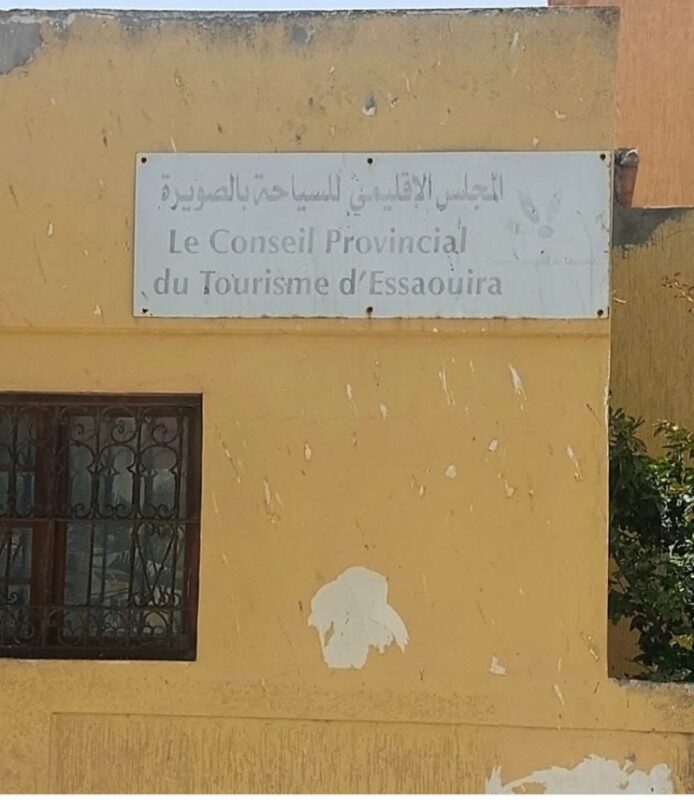 المجلس الإقليمي للسياحة بالصويرة
Le Conseil Provincial
du Tourisme d'Essaouira